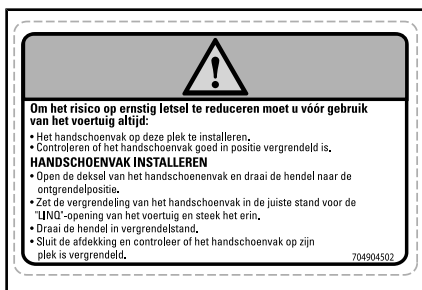 Om het risico op ernstig letsel te reduceren moet u vóór gebruik
van het voertuig altijd:
• Het handschoenvak op deze plek te installeren.
• Controleren of het handschoenvak goed in positie vergrendeld is.
HANDSCHOENVAK INSTALLEREN
• Open de deksel van het handschoenenvak en draai de hendel naar de
ontgrendelpositie.
• Zet de vergrendeling van het handschoenvak in de juiste stand voor de
"LINQ"-opening van het voertuig en steek het erin.
• Draai de hendel in vergrendelstand.
• Sluit de afdekking en controleer of het handschoenvak op zijn
plek is vergrendeld.
704904502